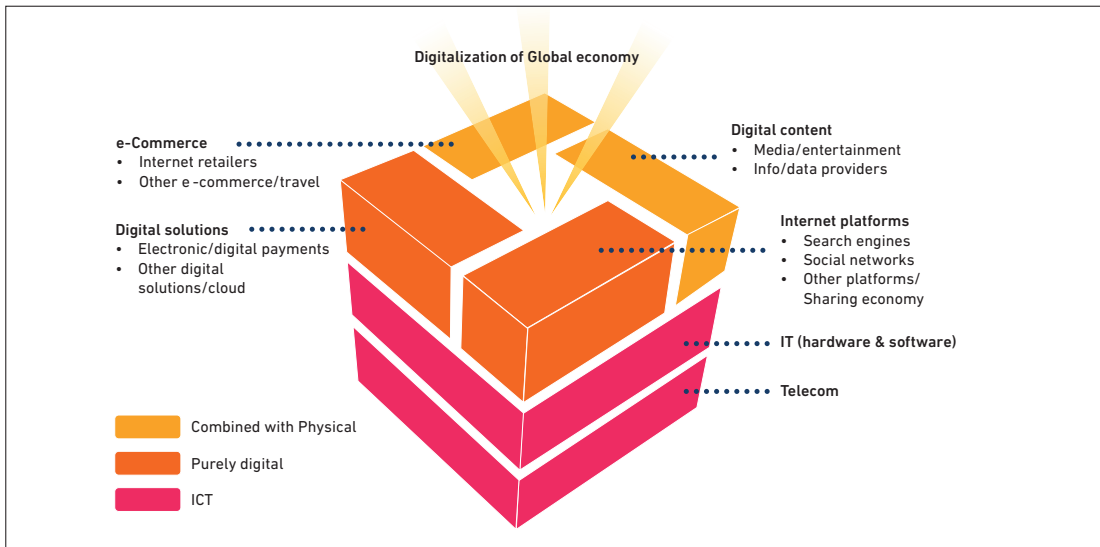 Digitalization of Global economy
e-Commerce
• Internet retailers
• Other e-commerce/travel
Digital solutions
• Electronic/digital payments
• Other digital
solutions/cloud
Digital content
• Media/entertainment
• Info/data providers
Internet platforms
• Search engines
• Social networks
• Other platforms/
Sharing economy
IT (hardware & software)
Telecom
Combined with Physical
Purely digital
ICT